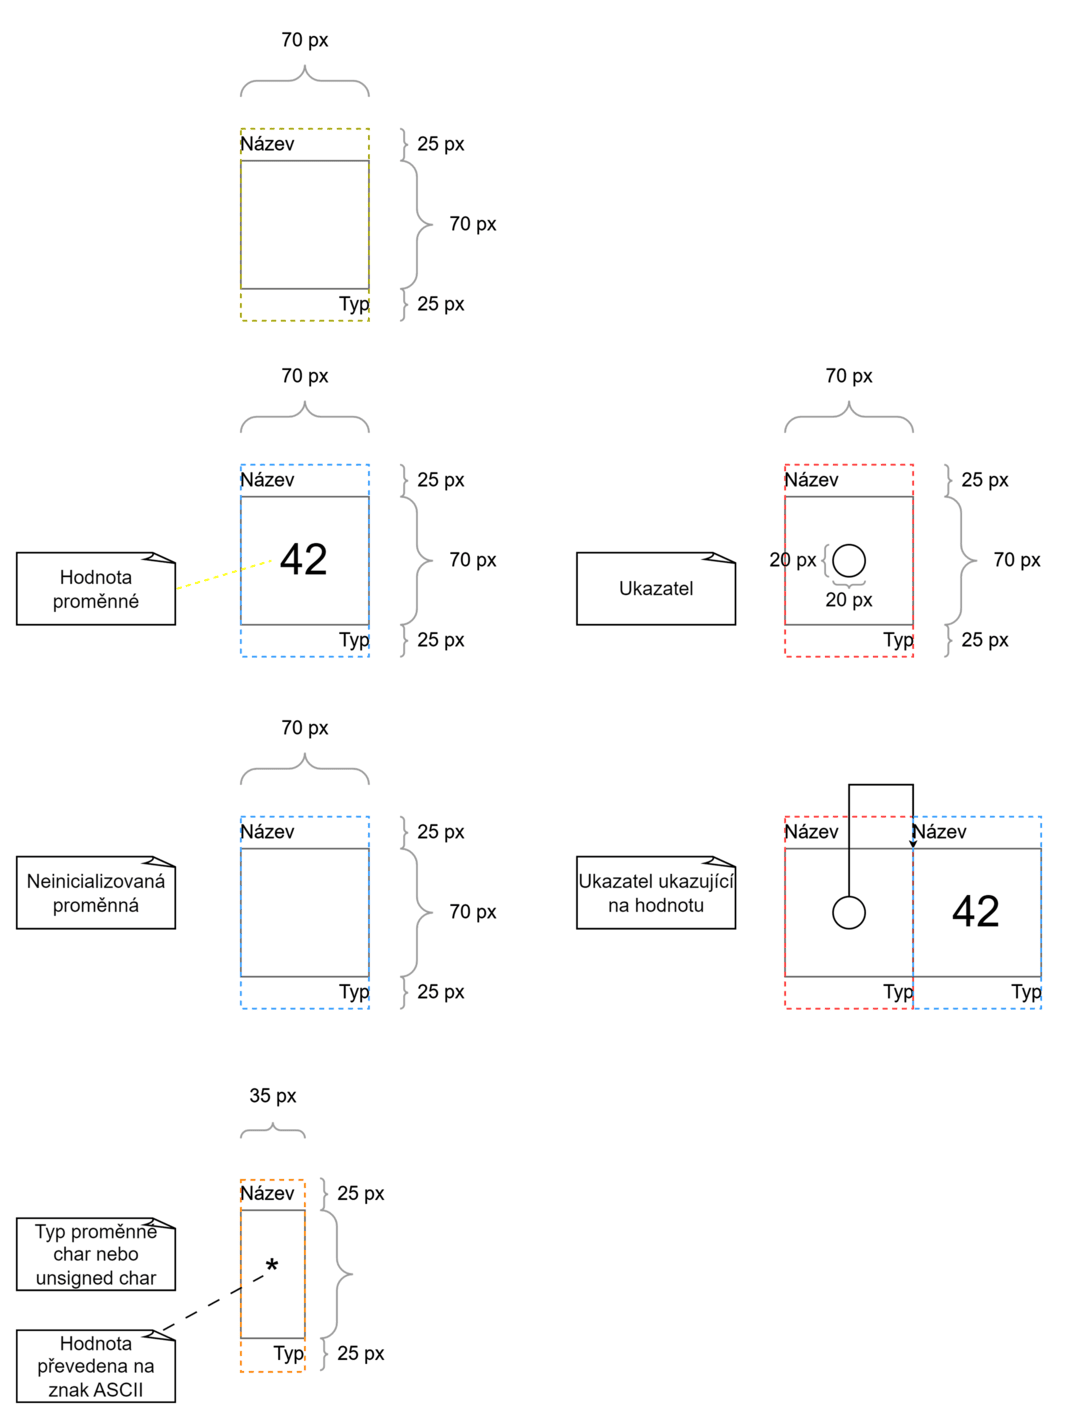 70 px
Název
25 px
70 px
Typ
25 px
70 px
Název
25 px
Hodnota
proměnné
42
70 px
Typ
25 px
70 px
Název
25 px
Ukazatel
20 px
20 px
70 px
Typ
25 px
70 px
Název
25 px
Neinicializovaná
proměnná
70 px
Typ
25 px
Název
Název
Ukazatel ukazující
na hodnotu
42
Typ
Typ
35 px
Název
25 px
Typ proměnné
char nebo
unsigned char
*
Typ
25 px
Hodnota
převedena na
znak ASCII